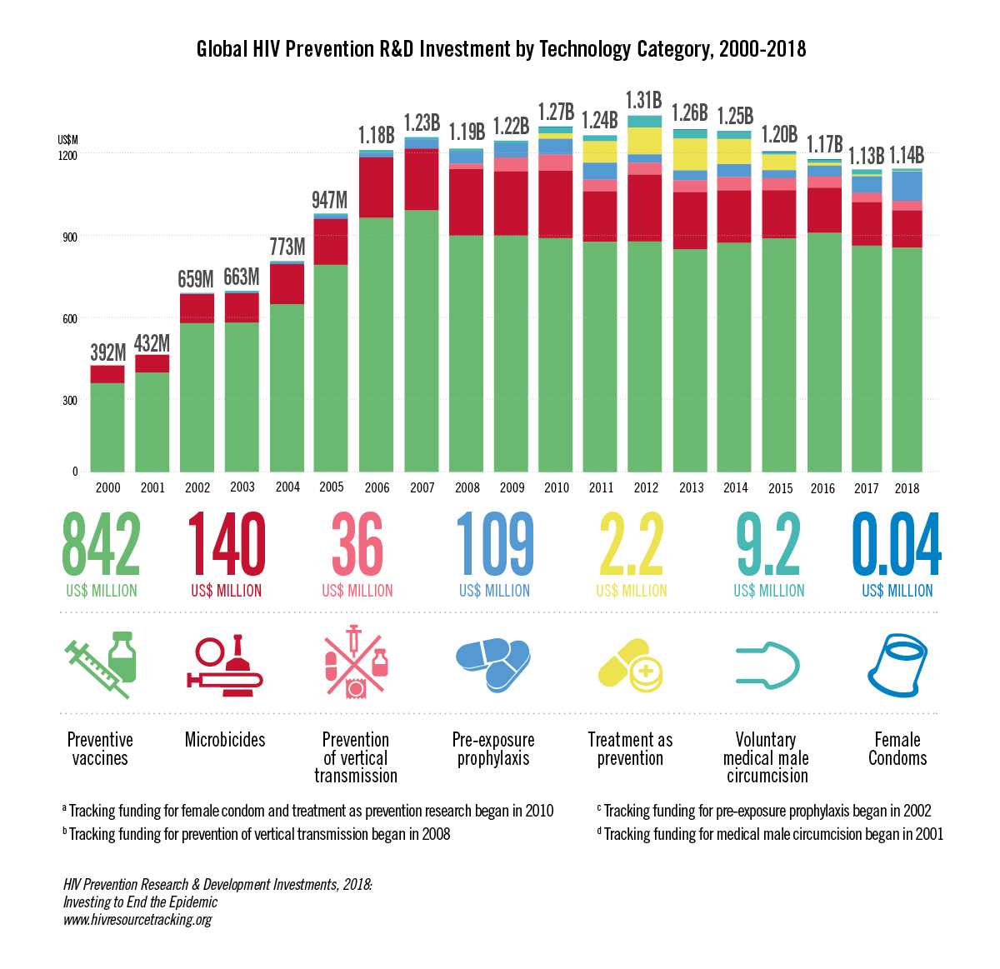 Global HIV Prevention R&D Investment by Technology Category, 2000-2018
US$M
1200
900
600
300
0
392M
432M
659M
663M
773M
947M
1.18B
1.23B
1.19B
1.22B
1.27B
1.24B
1.31B
1.26B
1.25B
1.20B
1.17B
1.13B
1.14B
2000 2001 2002 2003 2004 2005 2006 2007 2008 2009 2010 2011 2012 2013 2014 2015 2016 2017 2018
842 140 36 109 2.2 9.2 0.04
US$ MILLION US$ MILLION US$ MILLION US$ MILLION US$ MILLION US$ MILLION US$ MILLION
Preventive
vaccines
Microbicides
Prevention
of vertical
transmission
Pre-exposure
prophylaxis
Treatment as
prevention
Voluntary
medical male
circumcision
Female
Condoms
a Tracking funding for female condom and treatment as prevention research began in 2010
b Tracking funding for prevention of vertical transmission began in 2008
c Tracking funding for pre-exposure prophylaxis began in 2002
d Tracking funding for medical male circumcision began in 2001
HIV Prevention Research & Development Investments, 2018:
Investing to End the Epidemic
www.hivresourcetracking.org